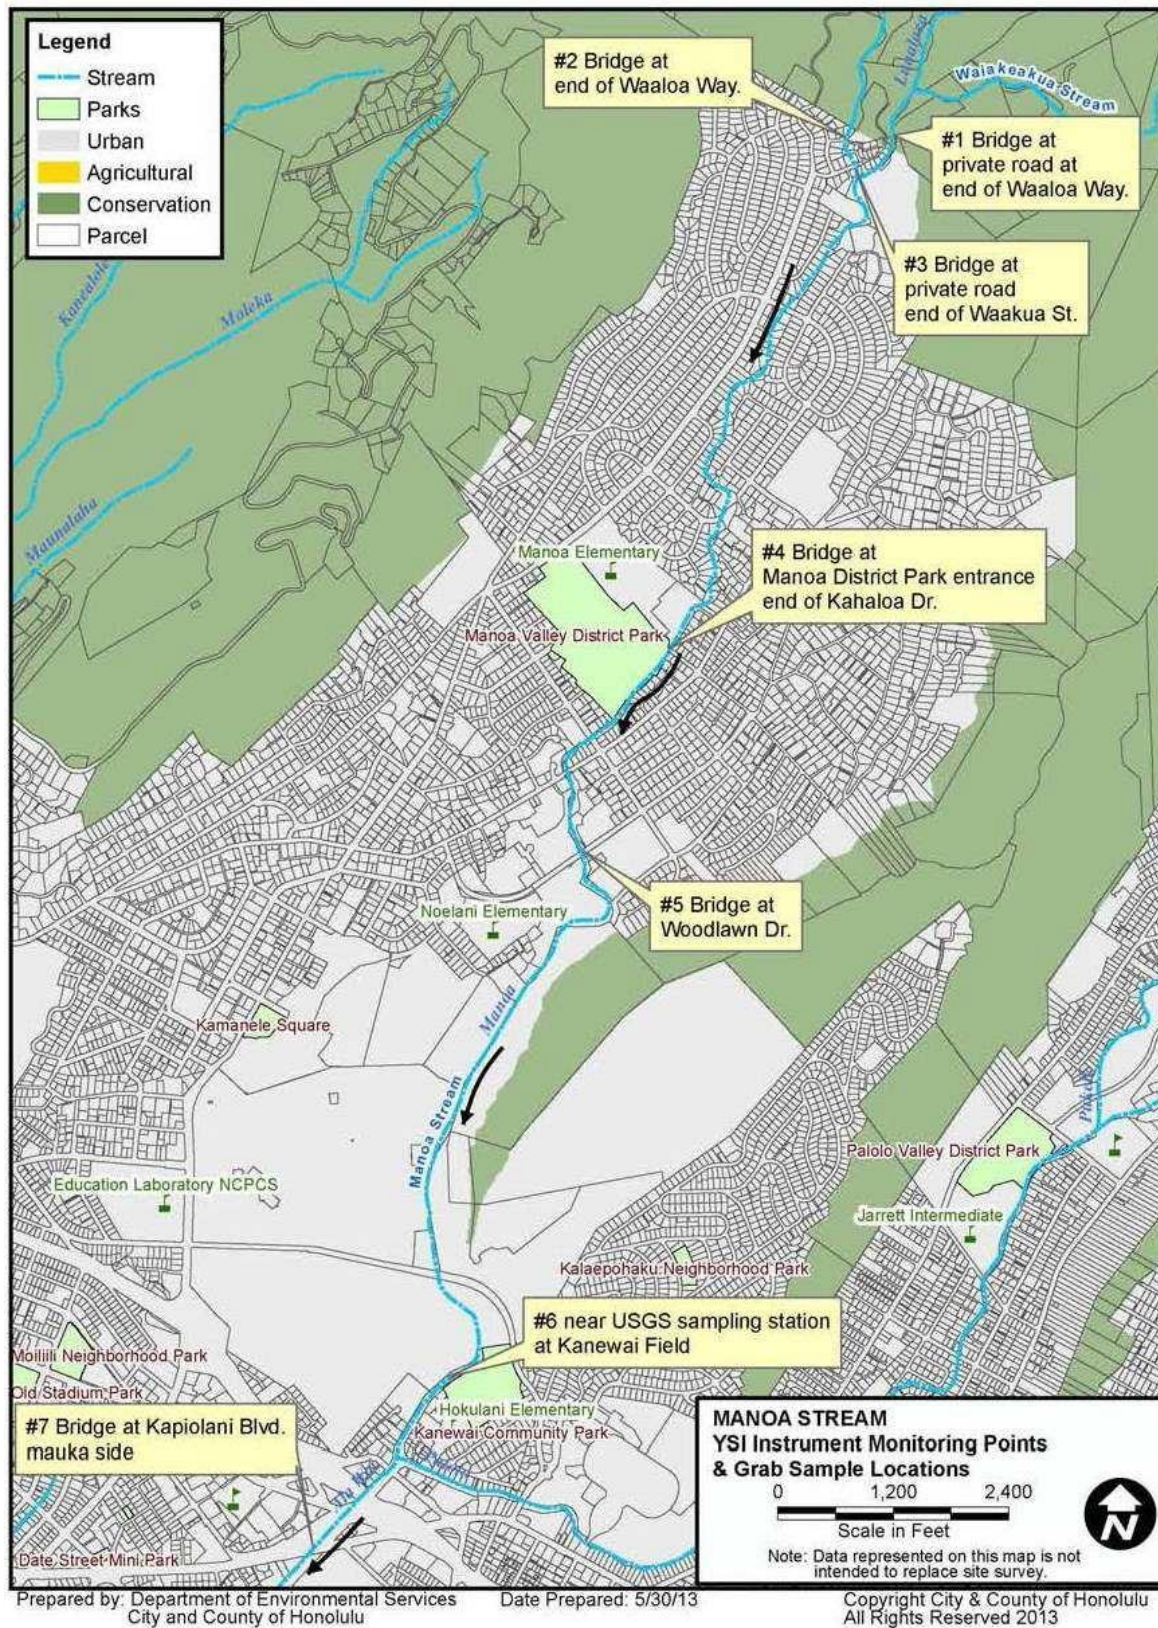 Legend
Stream
Parks
Urban
Agricultural
Conservation
Parcel
#2 Bridge at
end of Waaloa Way.
Waiakeakua Stream
#1 Bridge at
private road at
end of Waaloa Way.
#3 Bridge at
private road
end of Waakua St.
Moleka
Maunalaha
Manoa Elementary
#4 Bridge at
Manoa District Park entrance
end of Kahaloa Dr.
Manoa Valley District Park
#5 Bridge at
Woodlawn Dr.
Noelani Elementary
Manoa
Kamanele Square
Manoa Stream
Pukele
Palolo Valley District Park
Education Laboratory NCPCS
Jarrett Intermediate
Kalaepohaku Neighborhood Park
#6 near USGS sampling station
at Kanewai Field
Moiliili Neighborhood Park
Old Stadium Park
Hokulani Elementary
Kanewai Community Park
#7 Bridge at Kapiolani Blvd.
mauka side
Date Street Mini Park
MANOA STREAM
YSI Instrument Monitoring Points
& Grab Sample Locations
0 1,200 2,400
Scale in Feet
Note: Data represented on this map is not
intended to replace site survey.
N
Prepared by: Department of Environmental Services
City and County of Honolulu
Date Prepared: 5/30/13
Copyright City & County of Honolulu
All Rights Reserved 2013